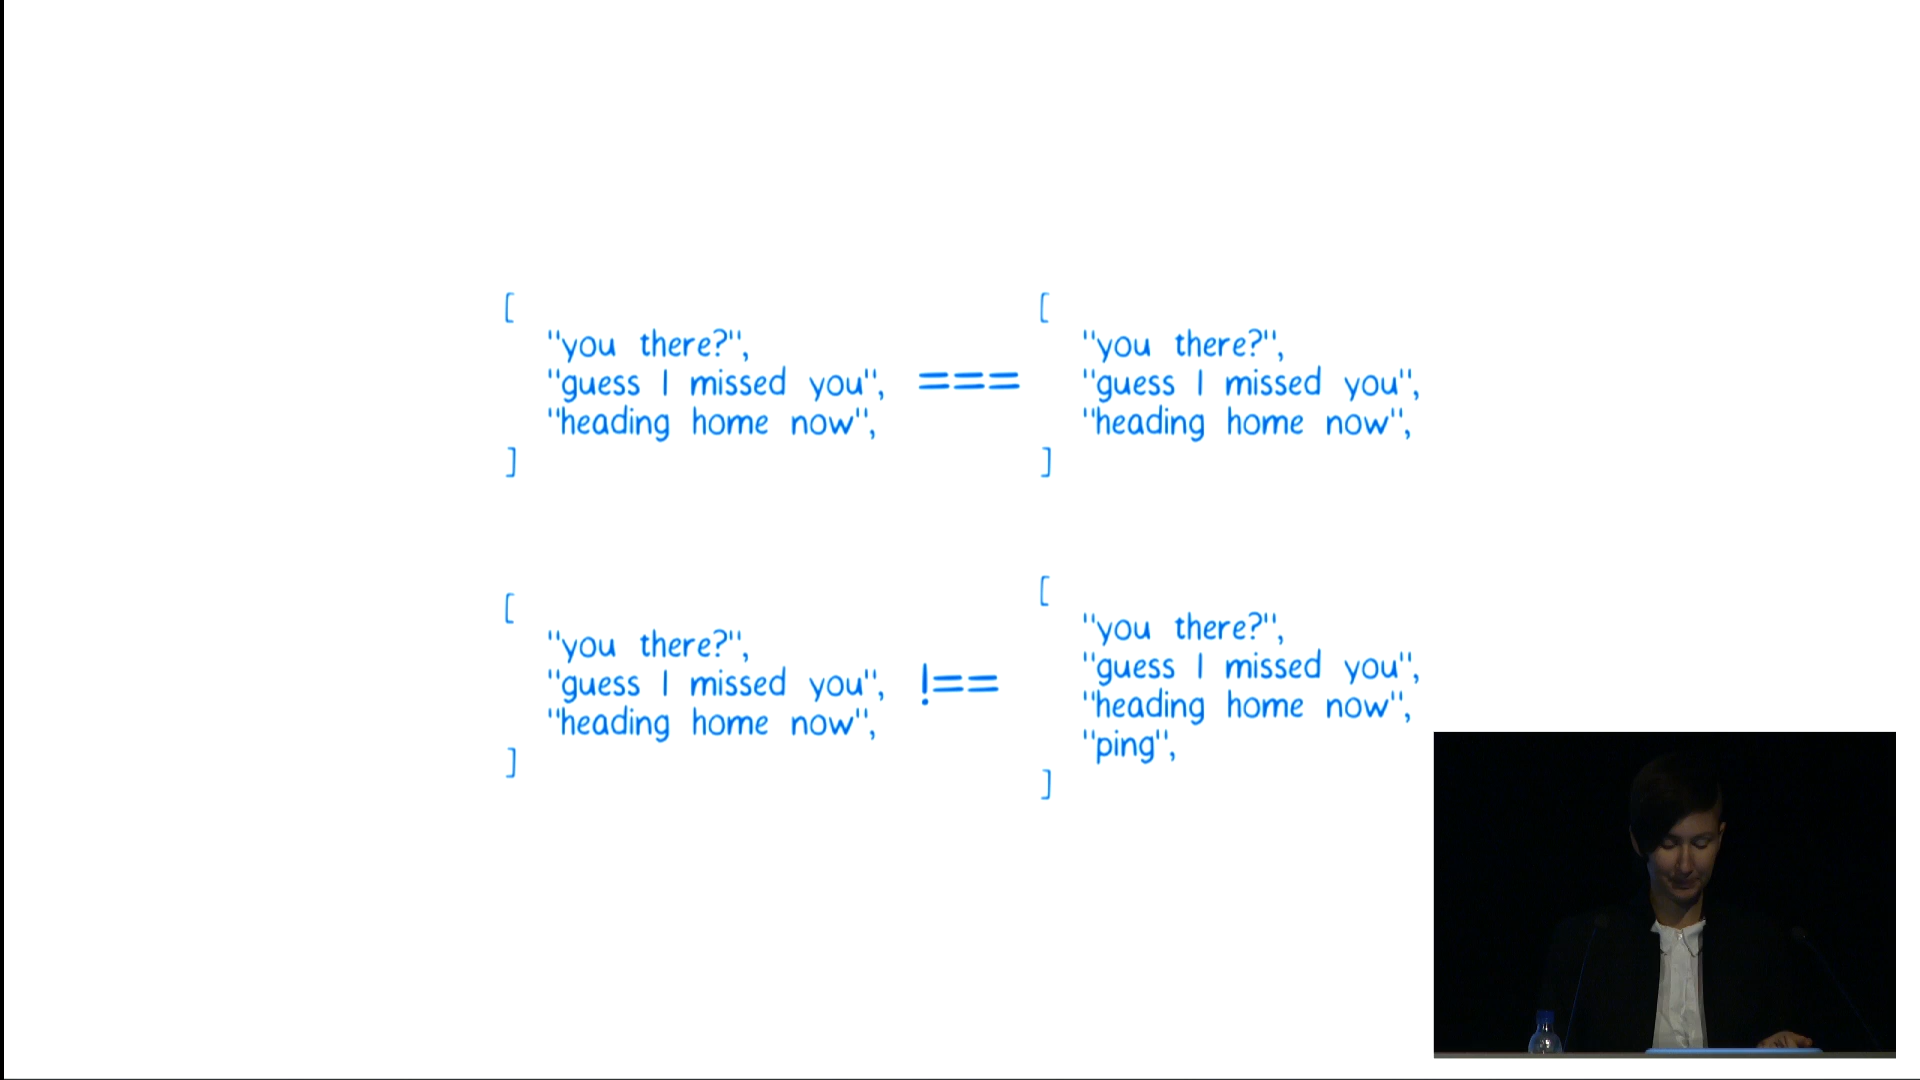 [
"you there?",
"guess I missed you",
"heading home now",
]
===
[
"you there?",
"guess I missed you",
"heading home now",
]
[
"you there?",
"guess I missed you",
"heading home now",
]
!==
[
"you there?",
"guess I missed you",
"heading home now",
"ping",
]